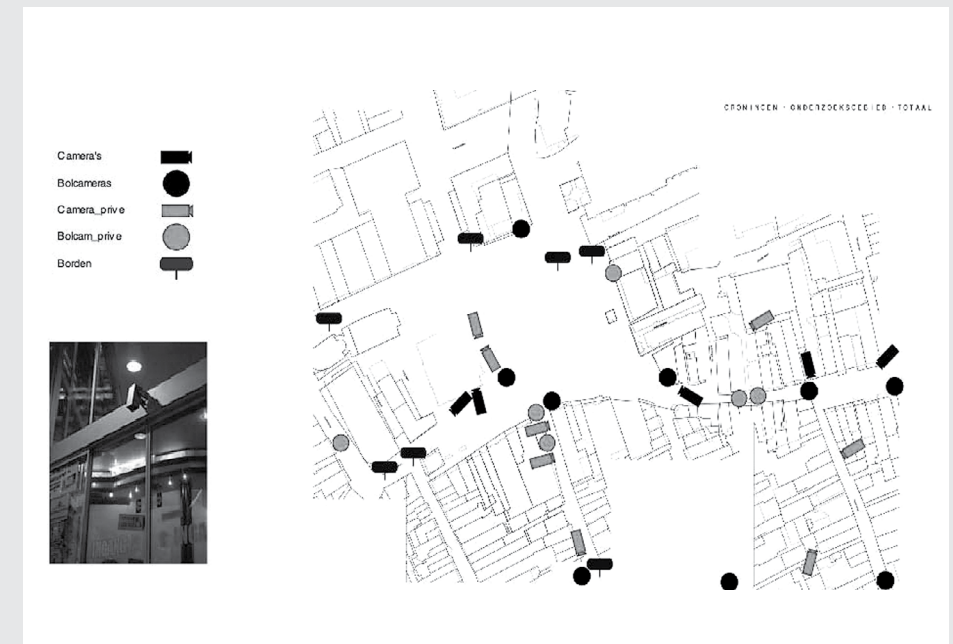 GRONINGEN · ONDERZOEKSGEBIED · TOTAAL
Camera's
Bolcameras
Camera_prive
Bolcam_prive
Borden